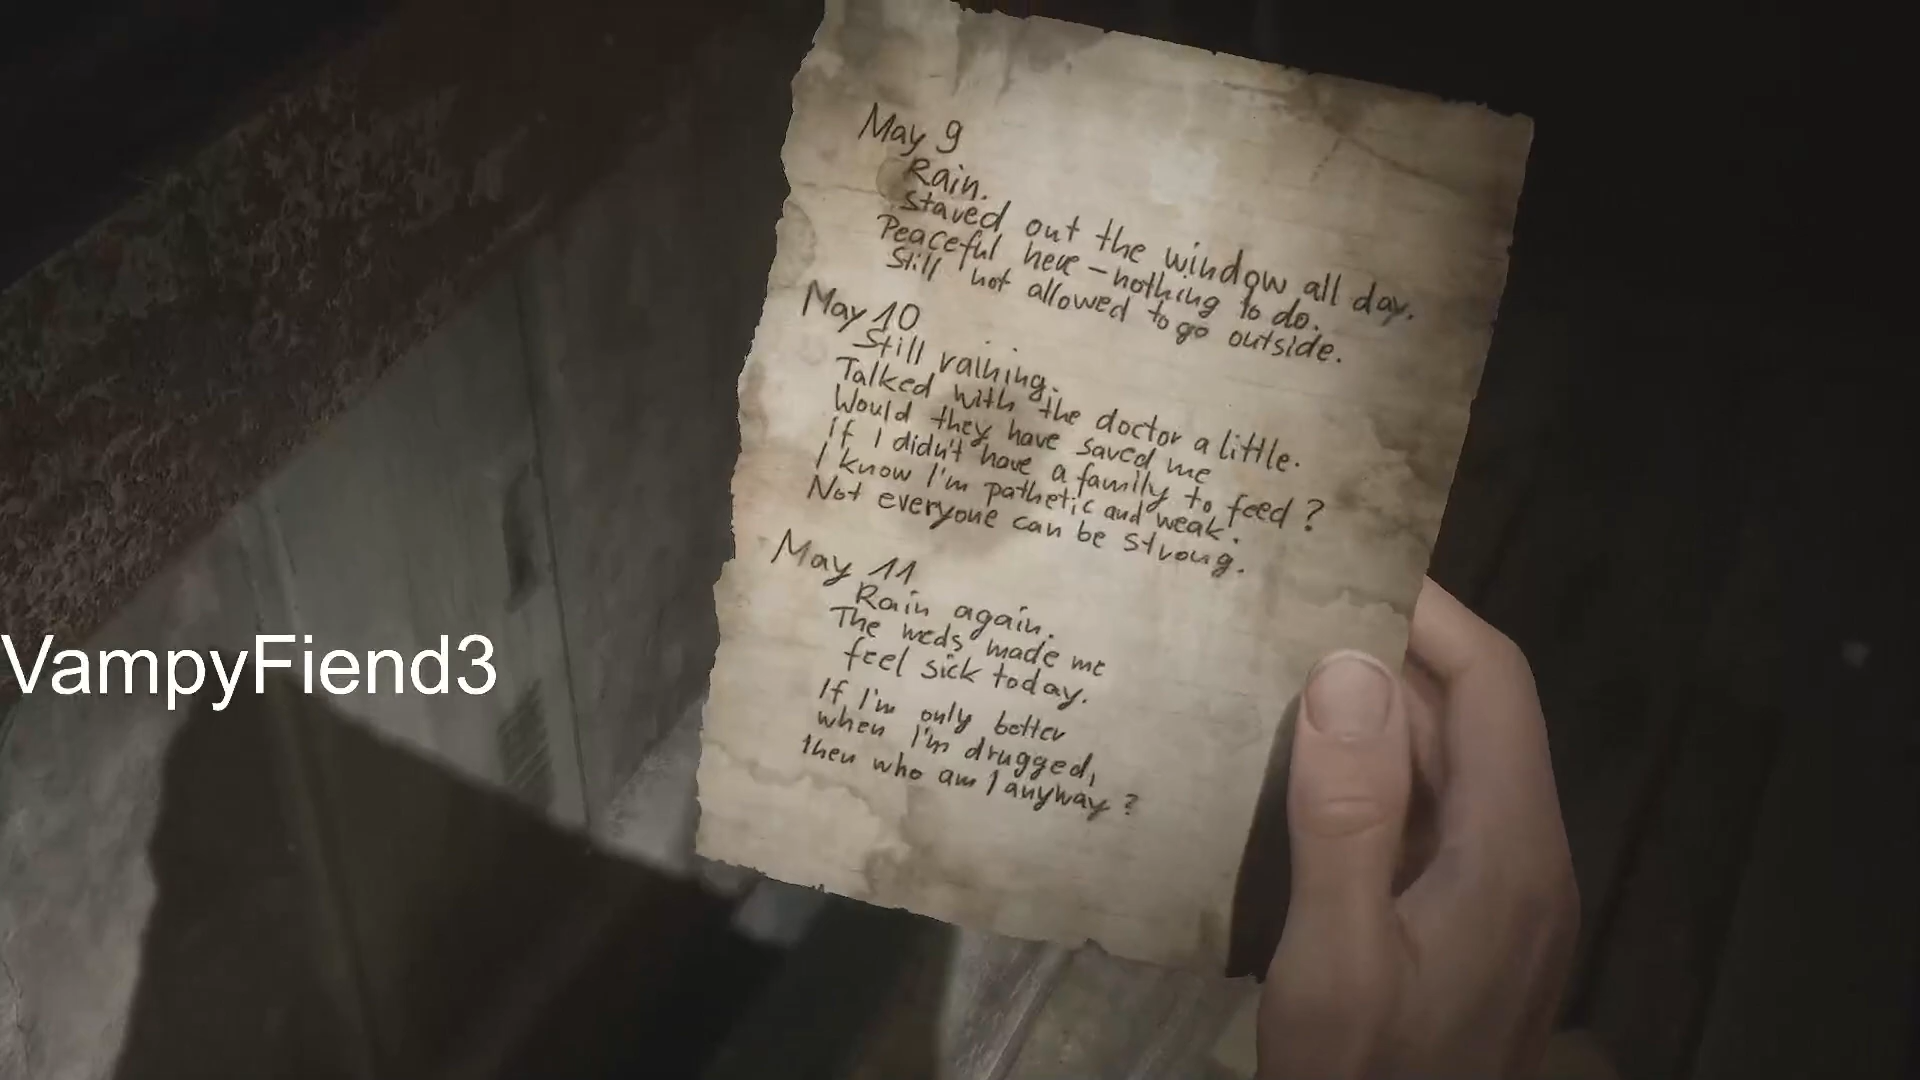 May 9
Rain.
Stared out the window all day.
Peaceful here - nothing to do.
Still not allowed to go outside.
May 10
Still raining.
Talked with the doctor a little.
Would they have saved me
if I didn't have a family to feed?
I know I'm pathetic and weak.
Not everyone can be strong.
May 11
Rain again.
The meds made me
feel sick today.
If I'm only better
when I'm drugged,
then who am I anyway?
VampyFiend3